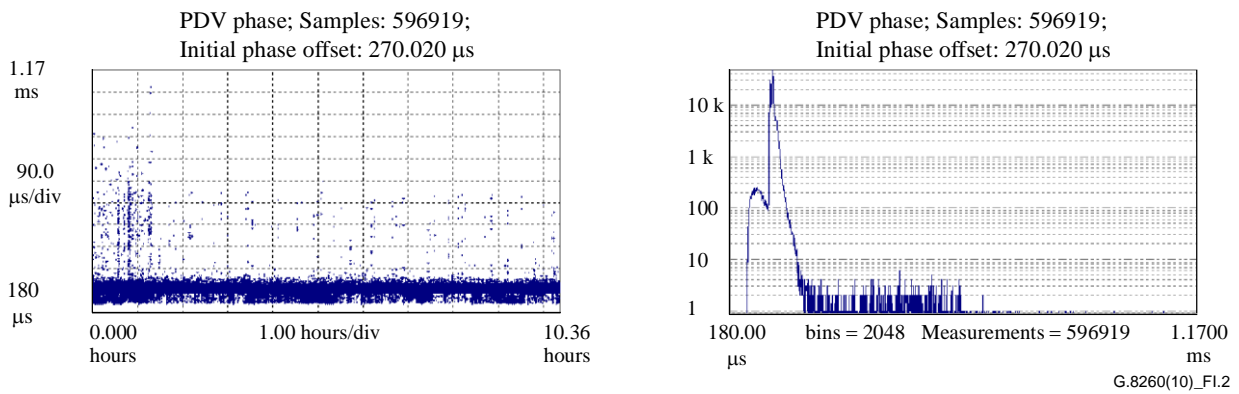 PDV phase; Samples: 596919;
Initial phase offset: 270.020 μs
1.17
ms
90.0
μs/div
180
μs
0.000
hours
1.00 hours/div
10.36
hours
PDV phase; Samples: 596919;
Initial phase offset: 270.020 μs
10 k
1 k
100
10
1
180.00
μs
bins = 2048 Measurements = 596919
1.1700
ms
G.8260(10)_FI.2